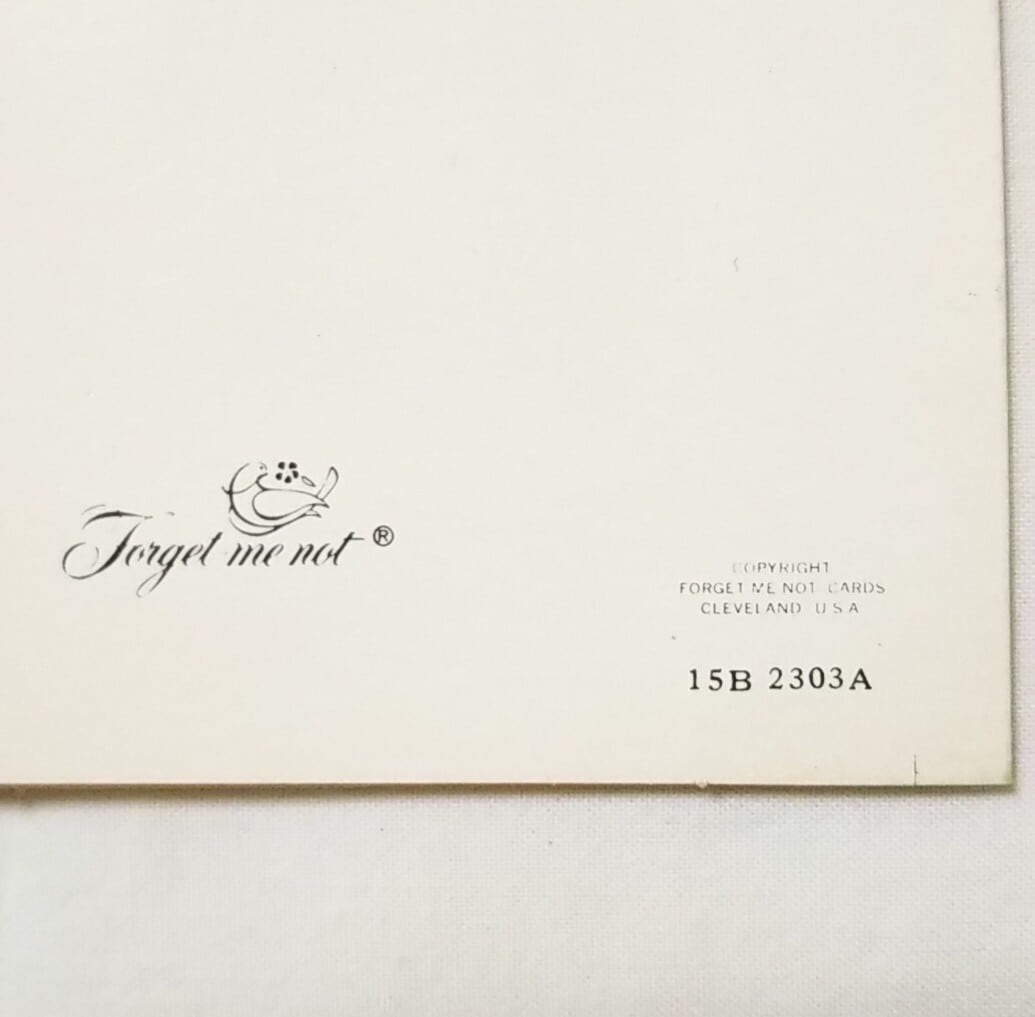 Forget me not ®
COPYRIGHT
FORGET ME NOT CARDS
CLEVELAND U S A
15B 2303A